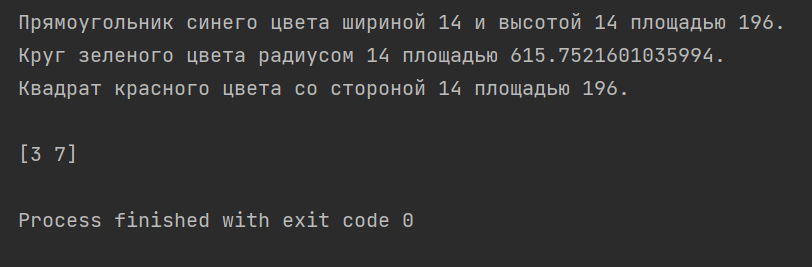 Прямоугольник синего цвета шириной 14 и высотой 14 площадью 196.
Круг зеленого цвета радиусом 14 площадью 615.7521601035994.
Квадрат красного цвета со стороной 14 площадью 196.
[3 7]
Process finished with exit code 0